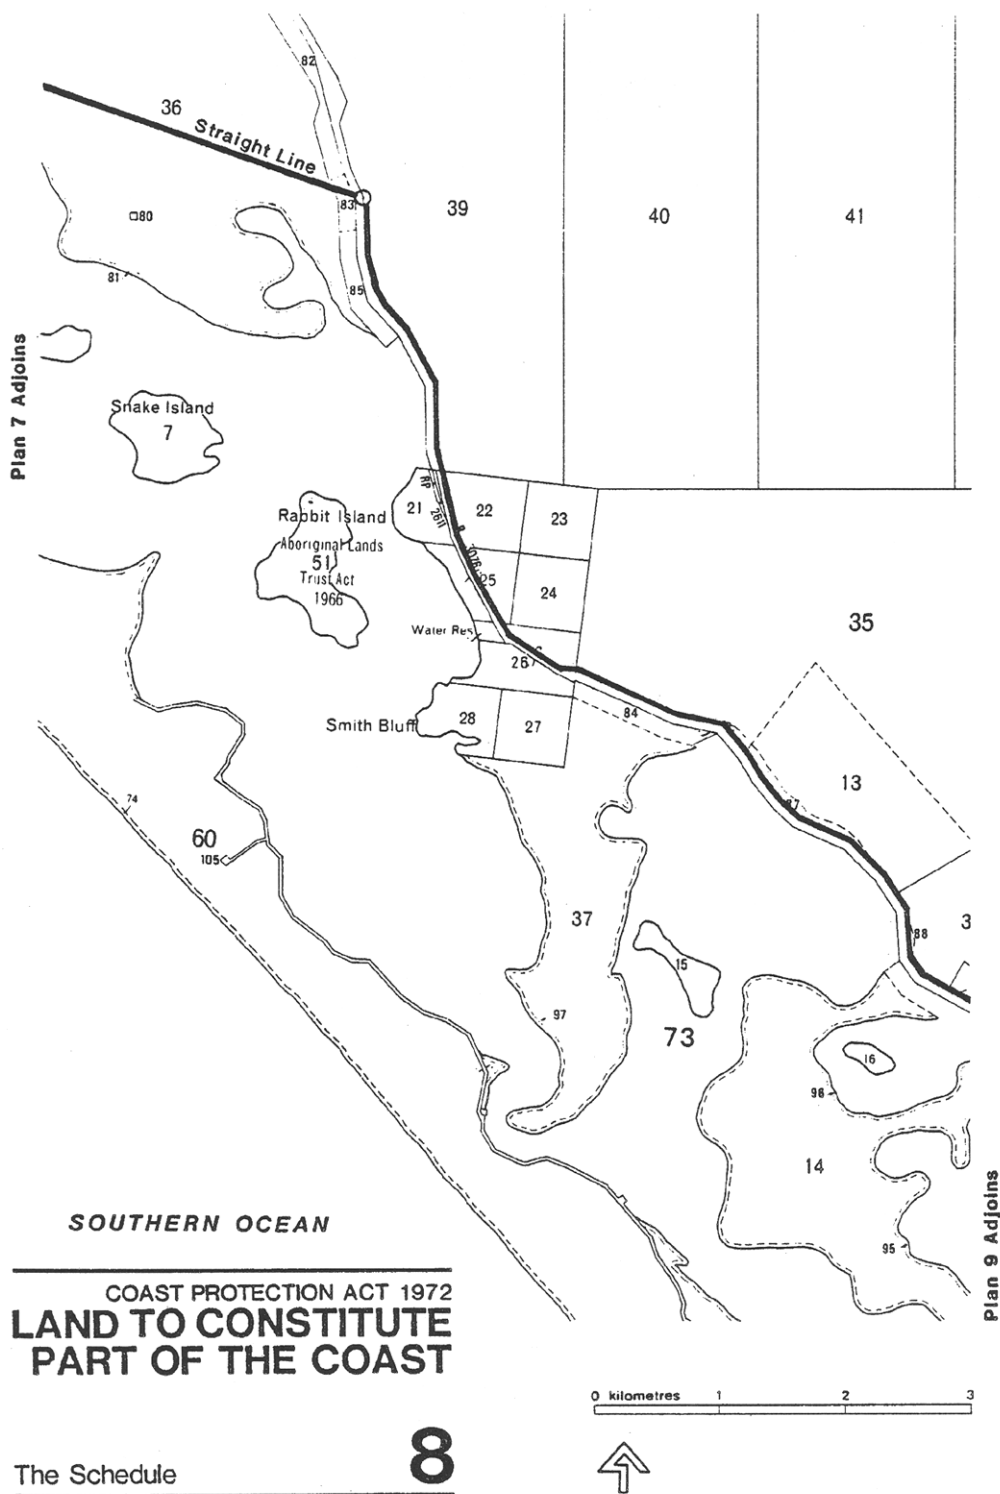 82
36
Straight Line
83
39
40
41
80
81
85
Plan 7 Adjoins
Snake Island
7
RP
2611
21
22
23
Rabbit Island
Aboriginal Lands
51
Trust Act
1966
25
24
35
Water Res
26
84
Smith Bluff
28
27
13
87
74
60
105
37
88
3
15
97
73
16
96
14
95
Plan 9 Adjoins
SOUTHERN OCEAN
COAST PROTECTION ACT 1972
LAND TO CONSTITUTE
PART OF THE COAST
0 kilometres 1 2 3
The Schedule 8